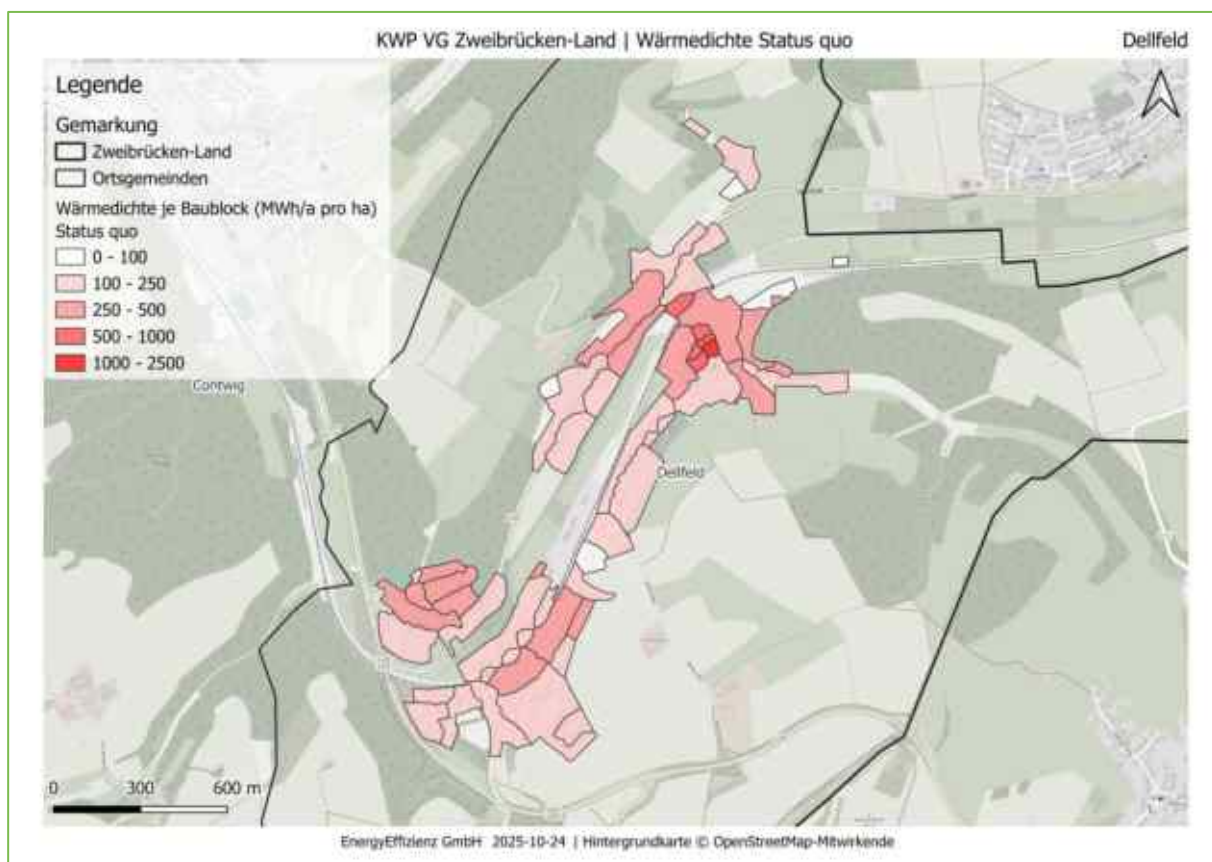 KWP VG Zweibrücken-Land | Wärmedichte Status quo
Dellfeld
Legende
Gemarkung
Zweibrücken-Land
Ortsgemeinden
Wärmedichte je Baublock (MWh/a pro ha)
Status quo
0 - 100
100 - 250
250 - 500
500 - 1000
1000 - 2500
Contwig
Dellfeld
0 300 600 m
EnergyEffizienz GmbH 2025-10-24 | Hintergrundkarte © OpenStreetMap-Mitwirkende